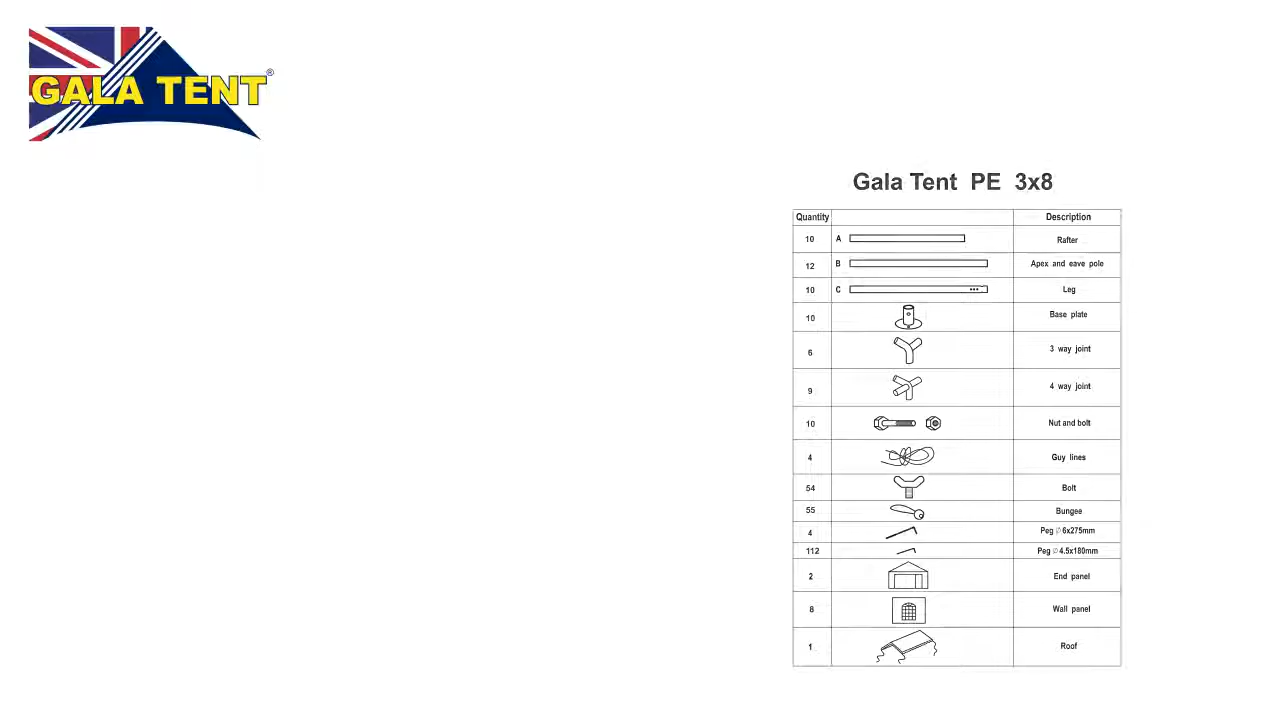 GALA TENT®
Gala Tent PE 3x8
Quantity Description
10 A Rafter
12 B Apex and eave pole
10 C Leg
10 Base plate
6 3 way joint
9 4 way joint
10 Nut and bolt
4 Guy lines
54 Bolt
55 Bungee
4 Peg ∅6x275mm
112 Peg ∅4.5x180mm
2 End panel
8 Wall panel
1 Roof